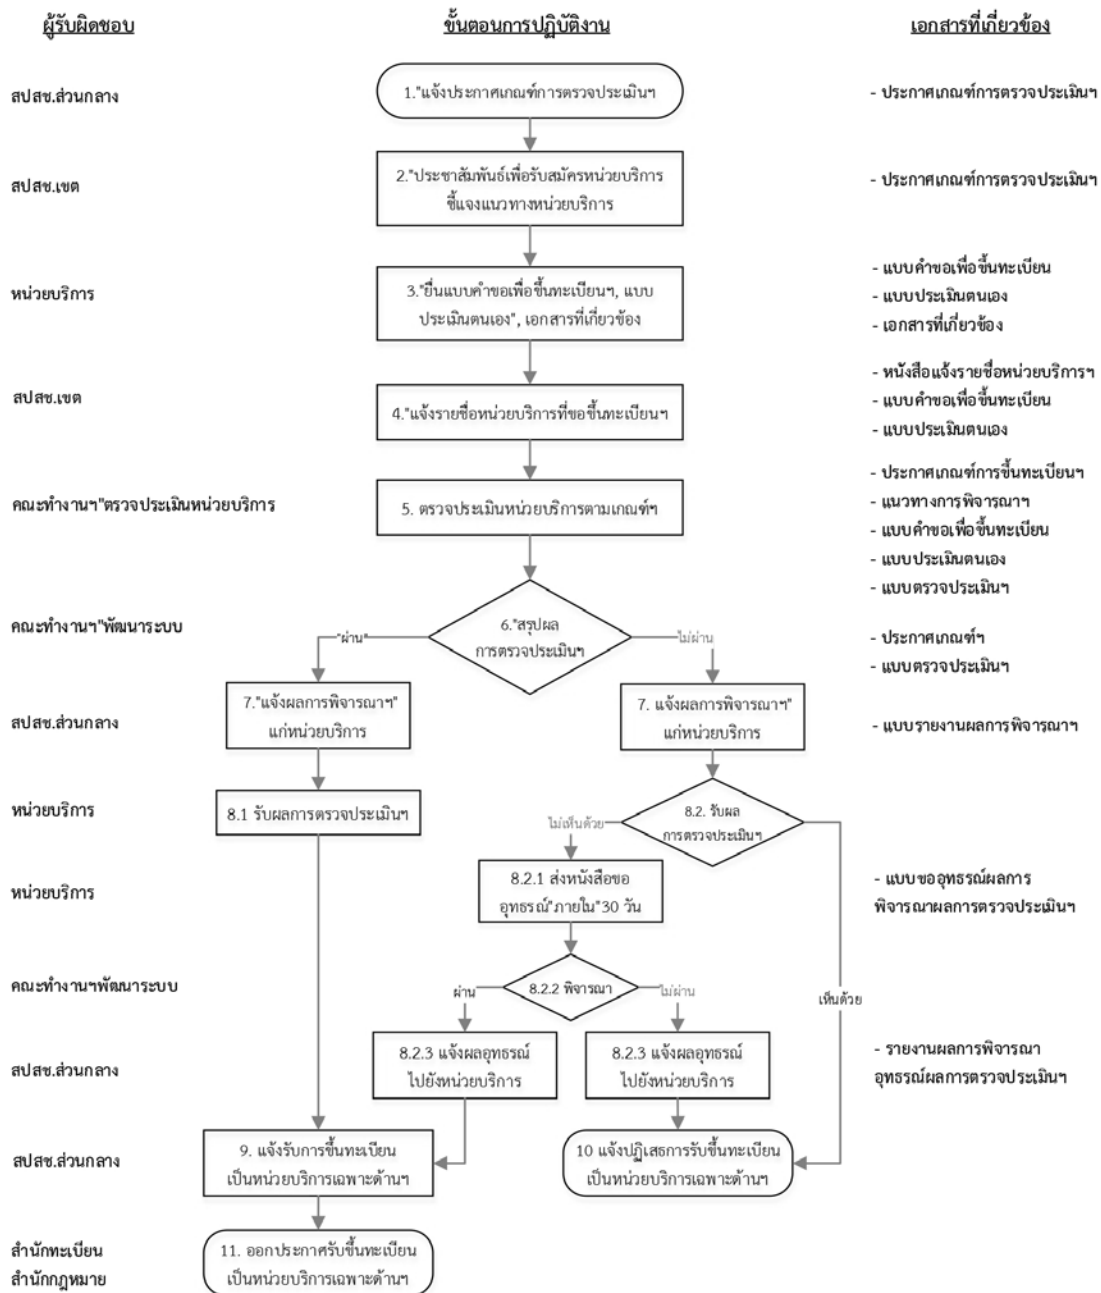 ผู้รับผิดชอบ
ขั้นตอนการปฏิบัติงาน
เอกสารที่เกี่ยวข้อง
สปสช.ส่วนกลาง
1."แจ้งประกาศเกณฑ์การตรวจประเมินฯ
- ประกาศเกณฑ์การตรวจประเมินฯ
สปสช.เขต
2."ประชาสัมพันธ์เพื่อรับสมัครหน่วยบริการ
ชี้แจงแนวทางหน่วยบริการ
- ประกาศเกณฑ์การตรวจประเมินฯ
หน่วยบริการ
3."ยื่นแบบคำขอเพื่อขึ้นทะเบียนฯ, แบบ
ประเมินตนเอง", เอกสารที่เกี่ยวข้อง
- แบบคำขอเพื่อขึ้นทะเบียน
- แบบประเมินตนเอง
- เอกสารที่เกี่ยวข้อง
สปสช.เขต
4."แจ้งรายชื่อหน่วยบริการที่ขอขึ้นทะเบียนฯ
- หนังสือแจ้งรายชื่อหน่วยบริการฯ
- แบบคำขอเพื่อขึ้นทะเบียน
- แบบประเมินตนเอง
คณะทำงานฯ"ตรวจประเมินหน่วยบริการ
5. ตรวจประเมินหน่วยบริการตามเกณฑ์ฯ
- ประกาศเกณฑ์การขึ้นทะเบียนฯ
- แนวทางการพิจารณาฯ
- แบบคำขอเพื่อขึ้นทะเบียน
- แบบประเมินตนเอง
- แบบตรวจประเมินฯ
คณะทำงานฯ"พัฒนาระบบ
"ผ่าน"
6."สรุปผล
การตรวจประเมินฯ
ไม่ผ่าน
- ประกาศเกณฑ์ฯ
- แบบตรวจประเมินฯ
สปสช.ส่วนกลาง
7."แจ้งผลการพิจารณาฯ"
แก่หน่วยบริการ
7. แจ้งผลการพิจารณาฯ"
แก่หน่วยบริการ
- แบบรายงานผลการพิจารณาฯ
หน่วยบริการ
8.1 รับผลการตรวจประเมินฯ
8.2. รับผล
การตรวจประเมินฯ
ไม่เห็นด้วย
หน่วยบริการ
8.2.1 ส่งหนังสือขอ
อุทธรณ์"ภายใน"30 วัน
- แบบขออุทธรณ์ผลการ
พิจารณาผลการตรวจประเมินฯ
คณะทำงานฯพัฒนาระบบ
ผ่าน
8.2.2 พิจารณา
ไม่ผ่าน
เห็นด้วย
สปสช.ส่วนกลาง
8.2.3 แจ้งผลอุทธรณ์
ไปยังหน่วยบริการ
8.2.3 แจ้งผลอุทธรณ์
ไปยังหน่วยบริการ
- รายงานผลการพิจารณา
อุทธรณ์ผลการตรวจประเมินฯ
สปสช.ส่วนกลาง
9. แจ้งรับการขึ้นทะเบียน
เป็นหน่วยบริการเฉพาะด้านฯ
10 แจ้งปฏิเสธการรับขึ้นทะเบียน
เป็นหน่วยบริการเฉพาะด้านฯ
สำนักทะเบียน
สำนักกฎหมาย
11. ออกประกาศรับขึ้นทะเบียน
เป็นหน่วยบริการเฉพาะด้านฯ